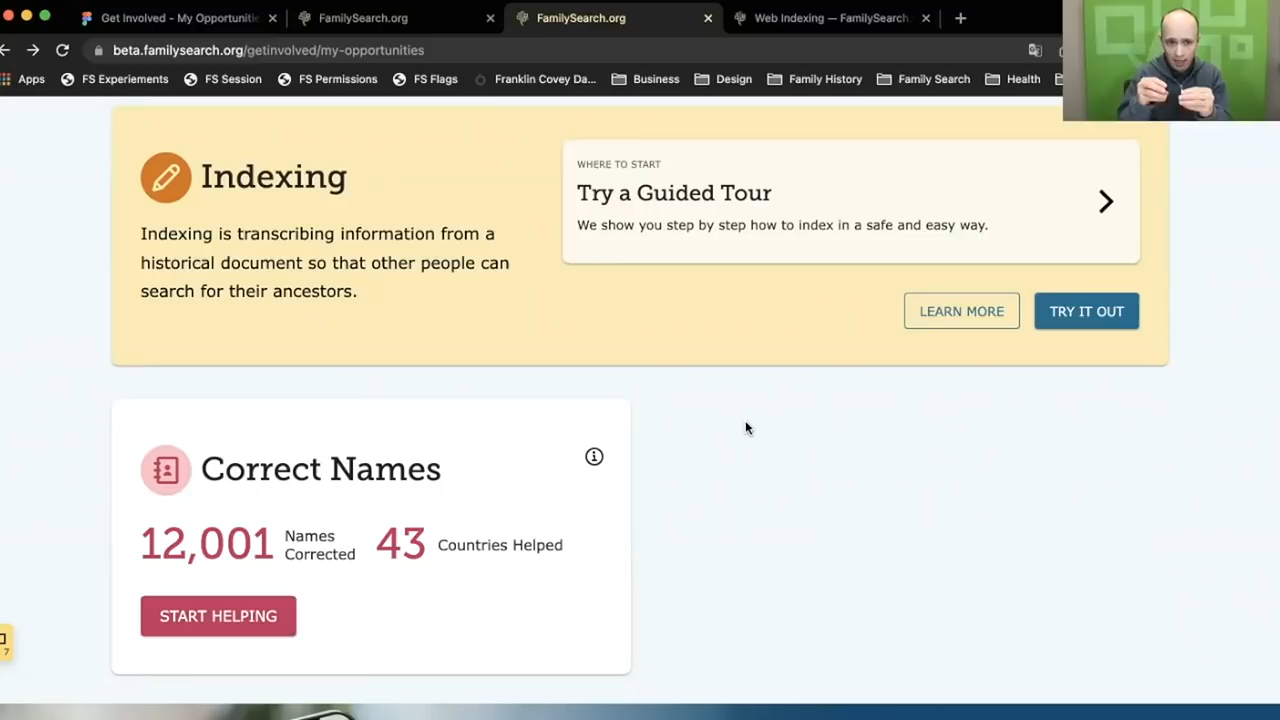 Get Involved - My Opportuniti
FamilySearch.org
FamilySearch.org
Web Indexing — FamilySearch.
beta.familysearch.org/getinvolved/my-opportunities
Apps
FS Experiements
FS Session
FS Permissions
FS Flags
Franklin Covey Da...
Business
Design
Family History
Family Search
Health
Indexing
Indexing is transcribing information from a
historical document so that other people can
search for their ancestors.
WHERE TO START
Try a Guided Tour
We show you step by step how to index in a safe and easy way.
LEARN MORE
TRY IT OUT
Correct Names
12,001 Names
Corrected
43 Countries Helped
START HELPING
7